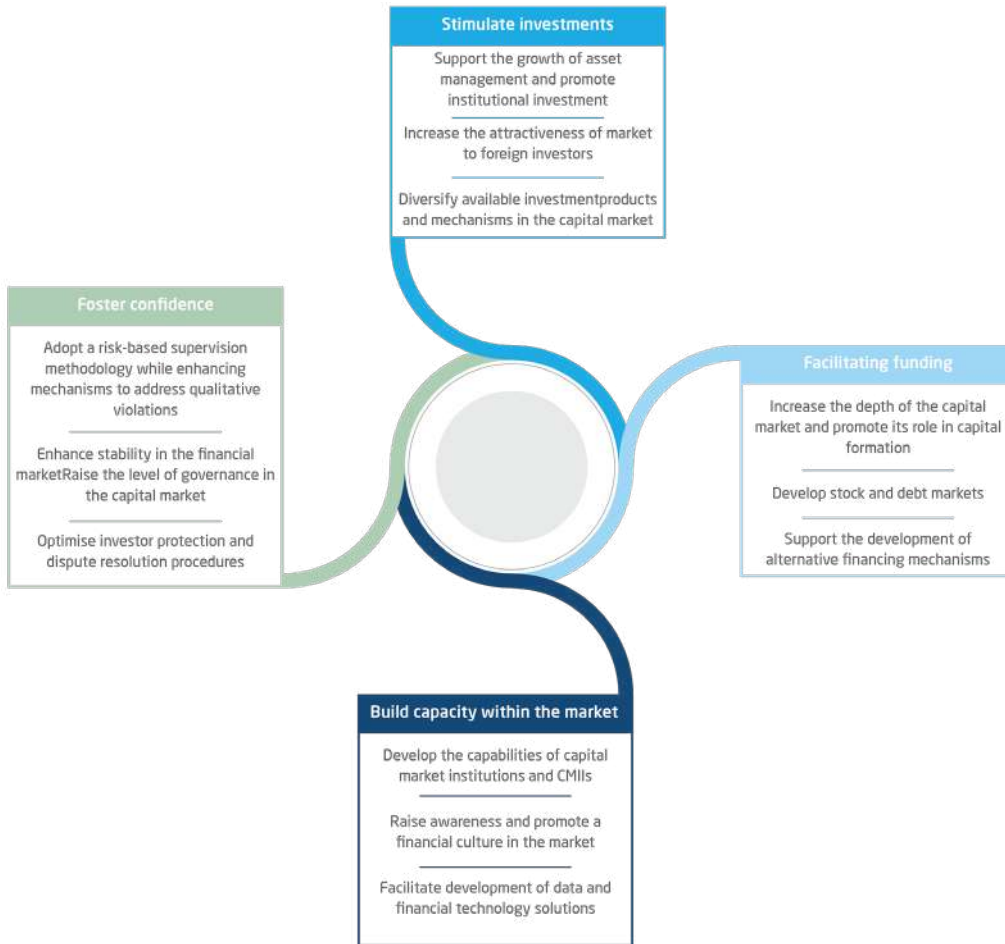 Stimulate investments
Support the growth of asset
management and promote
institutional investment
Increase the attractiveness of market
to foreign investors
Diversify available investmentproducts
and mechanisms in the capital market
Foster confidence
Adopt a risk-based supervision
methodology while enhancing
mechanisms to address qualitative
violations
Enhance stability in the financial
marketRaise the level of governance in
the capital market
Optimise investor protection and
dispute resolution procedures
Facilitating funding
Increase the depth of the capital
market and promote its role in capital
formation
Develop stock and debt markets
Support the development of
alternative financing mechanisms
Build capacity within the market
Develop the capabilities of capital
market institutions and CMIIs
Raise awareness and promote a
financial culture in the market
Facilitate development of data and
financial technology solutions